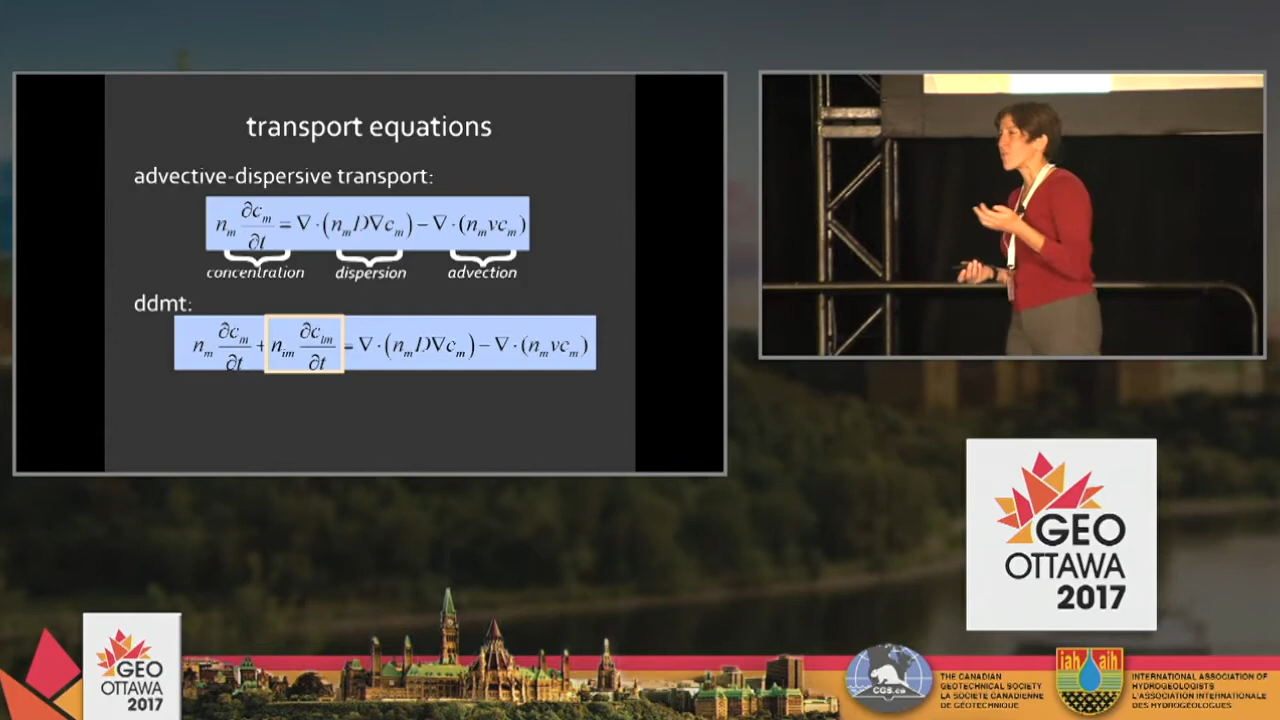 transport equations
advective-dispersive transport:
n_m ∂c_m/∂t = ∇·(n_m D∇c_m) − ∇·(n_m vc_m)
concentration dispersion advection
ddmt:
n_m ∂c_m/∂t + n_im ∂c_im/∂t = ∇·(n_m D∇c_m) − ∇·(n_m vc_m)
GEO
OTTAWA
2017
GEO
OTTAWA
2017
CGS.ca
THE CANADIAN
GEOTECHNICAL SOCIETY
LA SOCIÉTÉ CANADIENNE
DE GÉOTECHNIQUE
iah aih
INTERNATIONAL ASSOCIATION OF
HYDROGEOLOGISTS
L'ASSOCIATION INTERNATIONALE
DES HYDROGÉOLOGUES